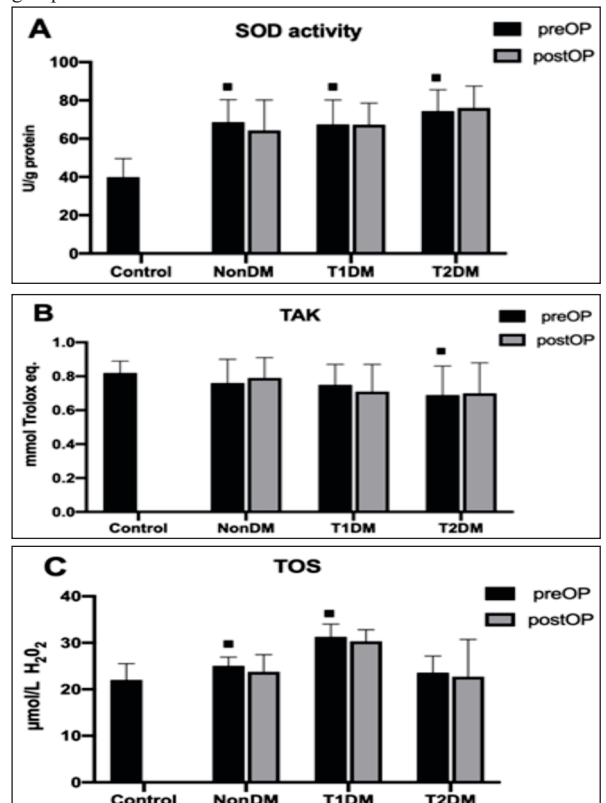 A
SOD activity
preOP
postOP
U/g protein
100
80
60
40
20
0
Control NonDM T1DM T2DM
B
TAK
preOP
postOP
mmol Trolox eq.
1.0
0.8
0.6
0.4
0.2
0.0
Control NonDM T1DM T2DM
C
TOS
preOP
postOP
µmol/L H₂0₂
40
30
20
10
0
Control NonDM T1DM T2DM